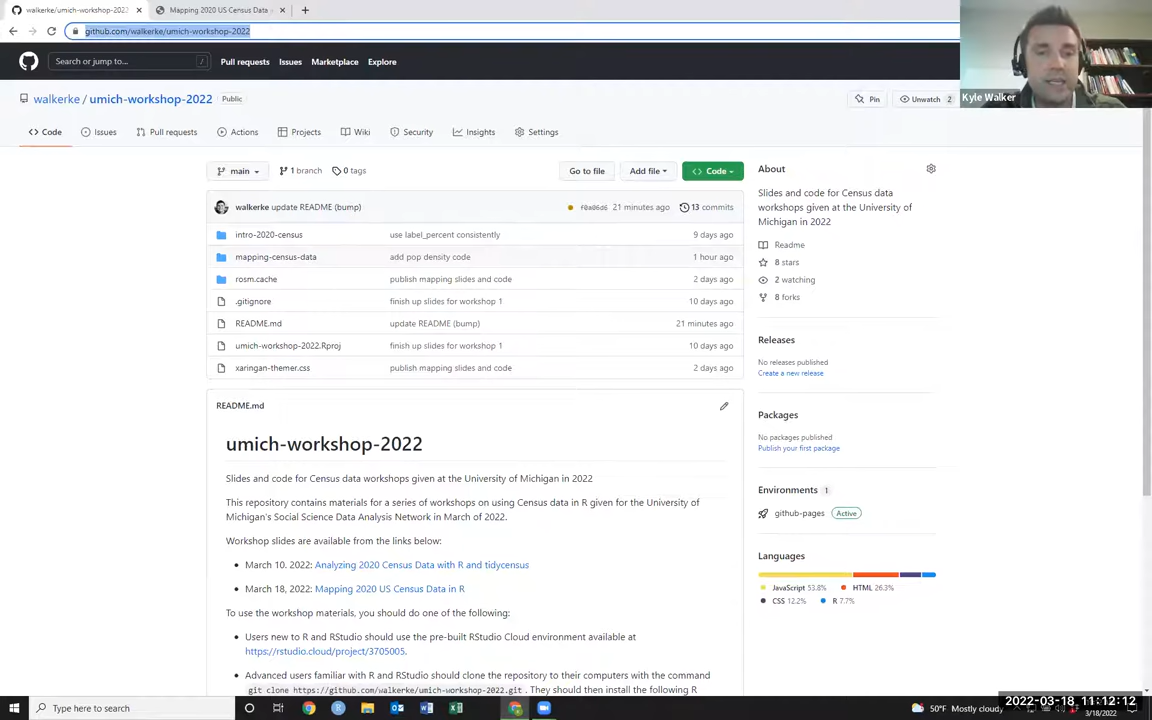 walkerke/umich-workshop-2022
Mapping 2020 US Census Data
github.com/walkerke/umich-workshop-2022
Search or jump to...
/
Pull requests
Issues
Marketplace
Explore
Kyle Walker
walkerke / umich-workshop-2022
Public
Pin
Unwatch 2
Code
Issues
Pull requests
Actions
Projects
Wiki
Security
Insights
Settings
main
1 branch
0 tags
Go to file
Add file
Code
About
Slides and code for Census data
workshops given at the University of
Michigan in 2022
walkerke update README (bump)
f0a06d6 21 minutes ago
13 commits
intro-2020-census
use label_percent consistently
9 days ago
mapping-census-data
add pop density code
1 hour ago
rosm.cache
publish mapping slides and code
2 days ago
.gitignore
finish up slides for workshop 1
10 days ago
README.md
update README (bump)
21 minutes ago
umich-workshop-2022.Rproj
finish up slides for workshop 1
10 days ago
xaringan-themer.css
publish mapping slides and code
2 days ago
Readme
8 stars
2 watching
8 forks
Releases
No releases published
Create a new release
Packages
No packages published
Publish your first package
Environments 1
github-pages Active
Languages
JavaScript 53.8%
HTML 26.3%
CSS 12.2%
R 7.7%
README.md
umich-workshop-2022
Slides and code for Census data workshops given at the University of Michigan in 2022
This repository contains materials for a series of workshops on using Census data in R given for the University of
Michigan's Social Science Data Analysis Network in March of 2022.
Workshop slides are available from the links below:
March 10. 2022: Analyzing 2020 Census Data with R and tidycensus
March 18, 2022: Mapping 2020 US Census Data in R
To use the workshop materials, you should do one of the following:
Users new to R and RStudio should use the pre-built RStudio Cloud environment available at
https://rstudio.cloud/project/3705005.
Advanced users familiar with R and RStudio should clone the repository to their computers with the command
git clone https://github.com/walkerke/umich-workshop-2022.git . They should then install the following R
Type here to search
50°F Mostly cloudy
2022-03-18 11:12:12
3/18/2022